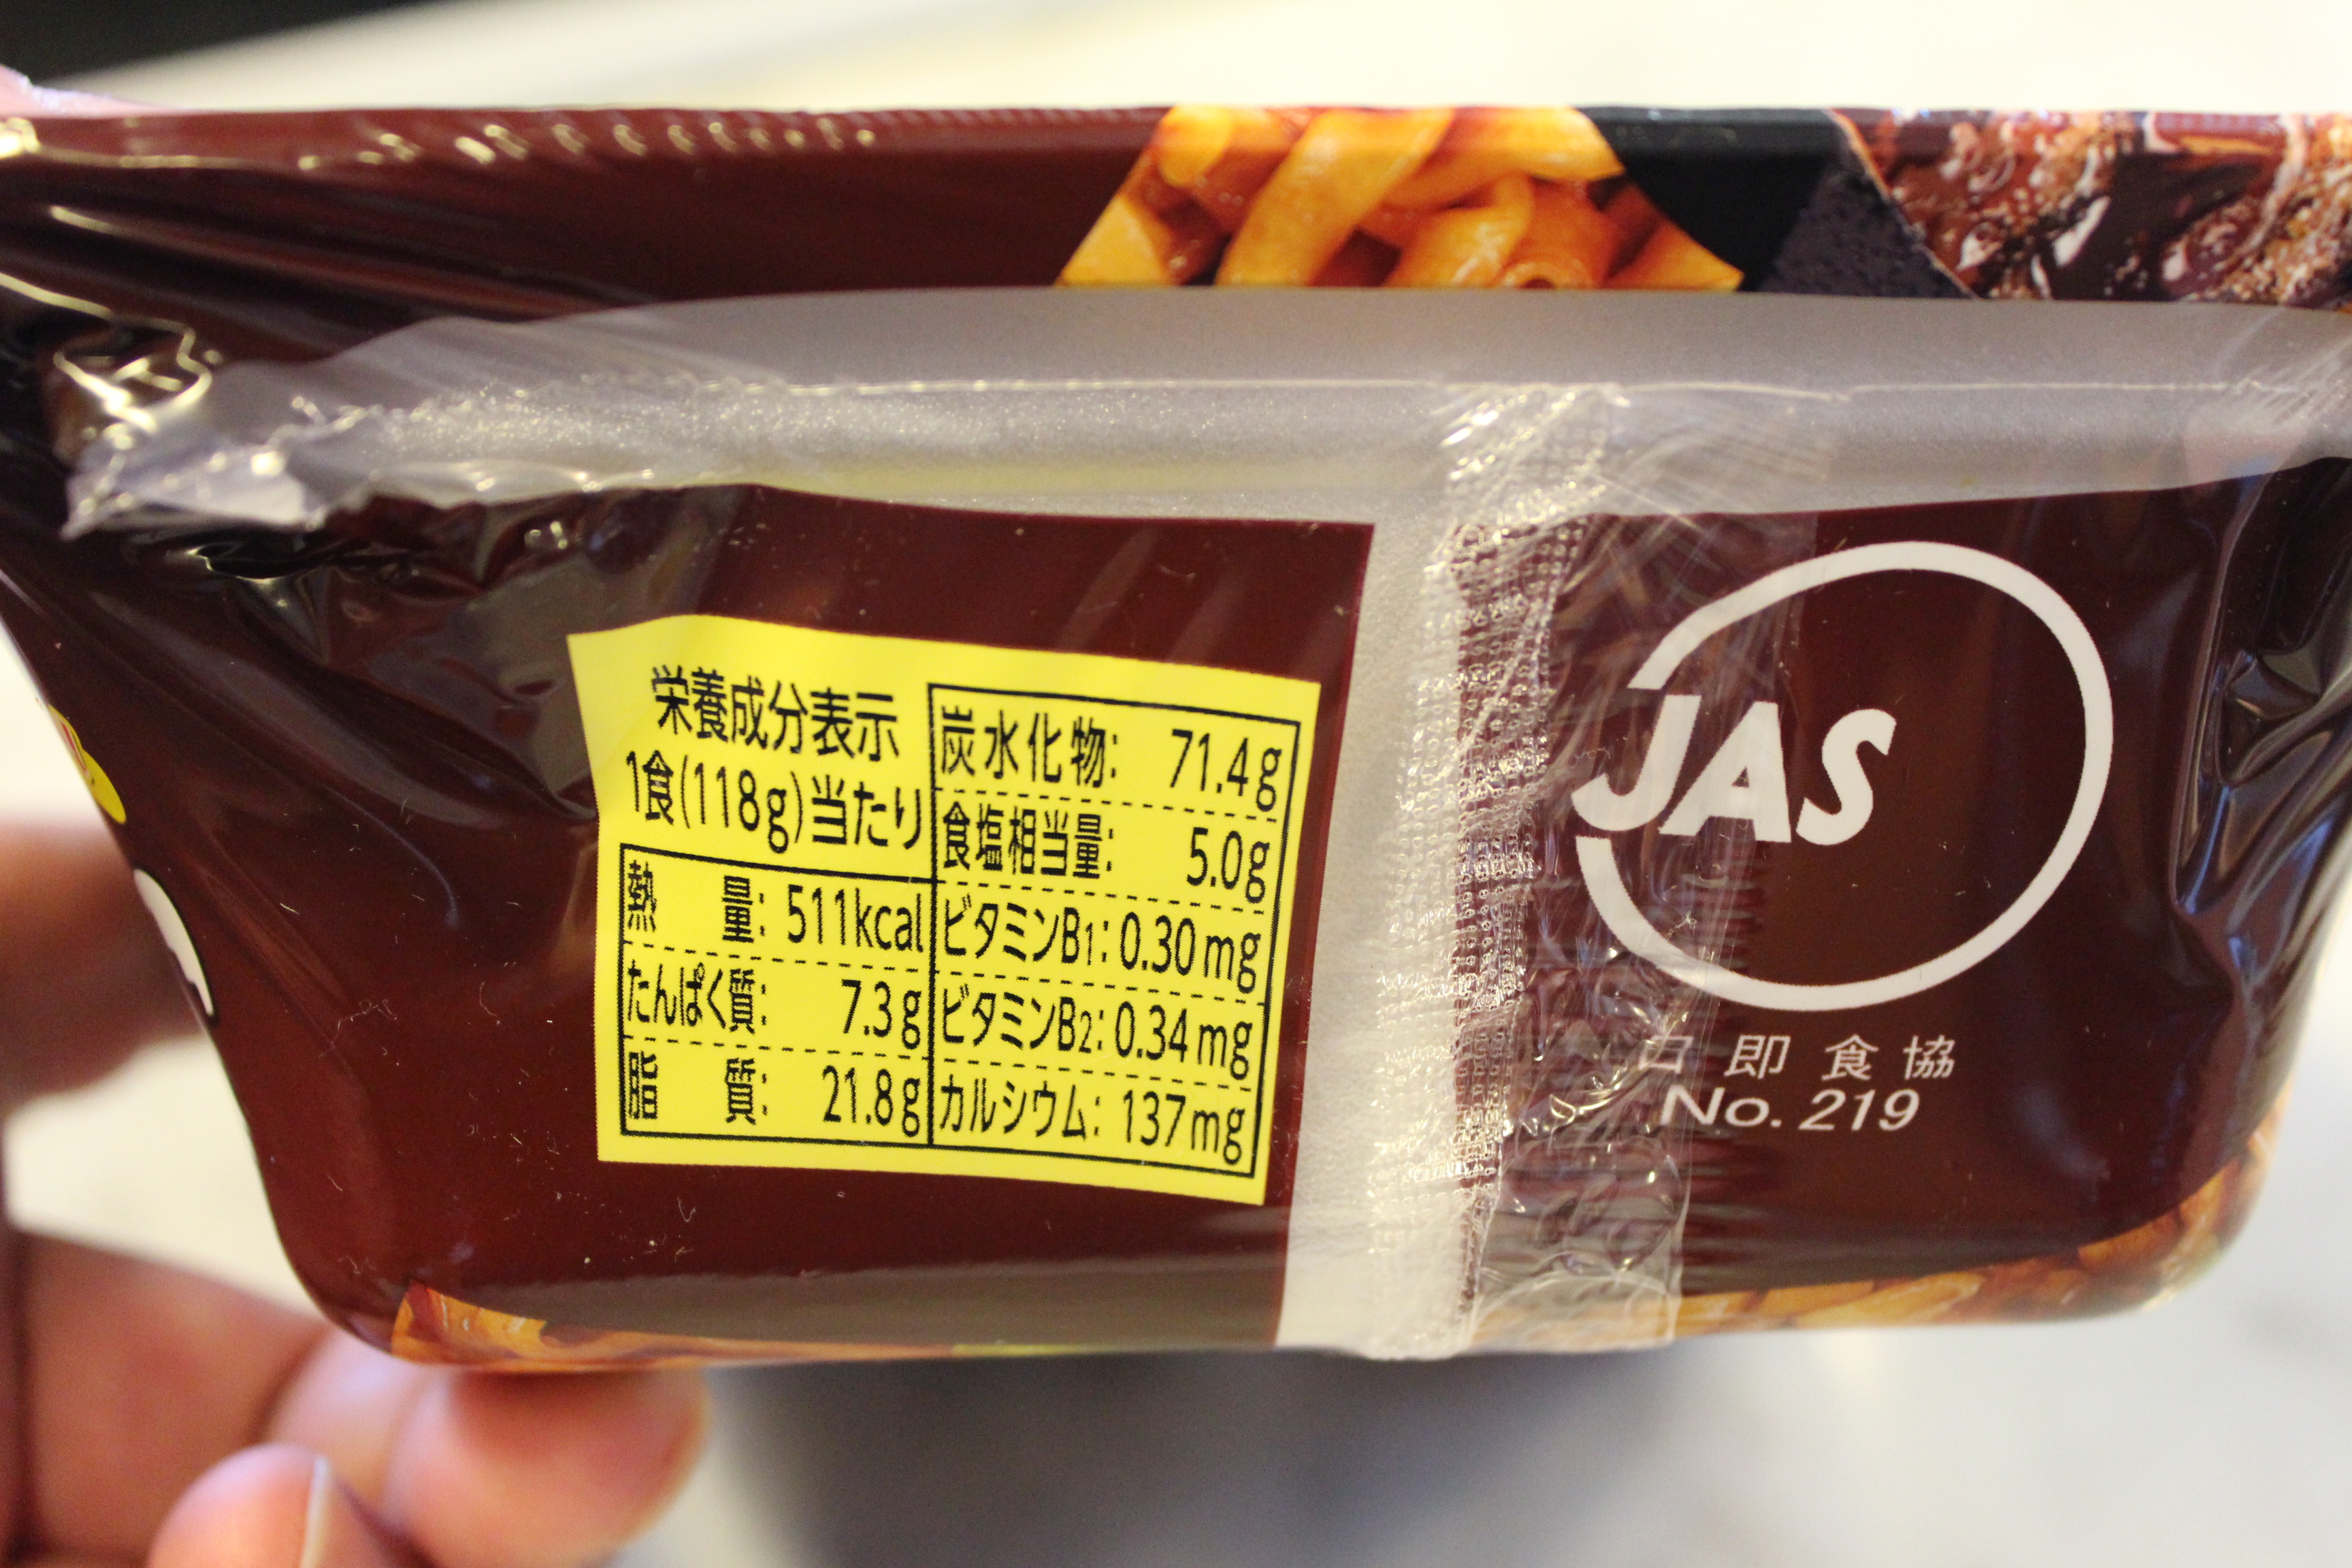 栄養成分表示
1食(118g)当たり
熱量: 511kcal
たんぱく質: 7.3g
脂質: 21.8g
炭水化物: 71.4g
食塩相当量: 5.0g
ビタミンB1: 0.30mg
ビタミンB2: 0.34mg
カルシウム: 137mg
JAS
日即食協
No. 219